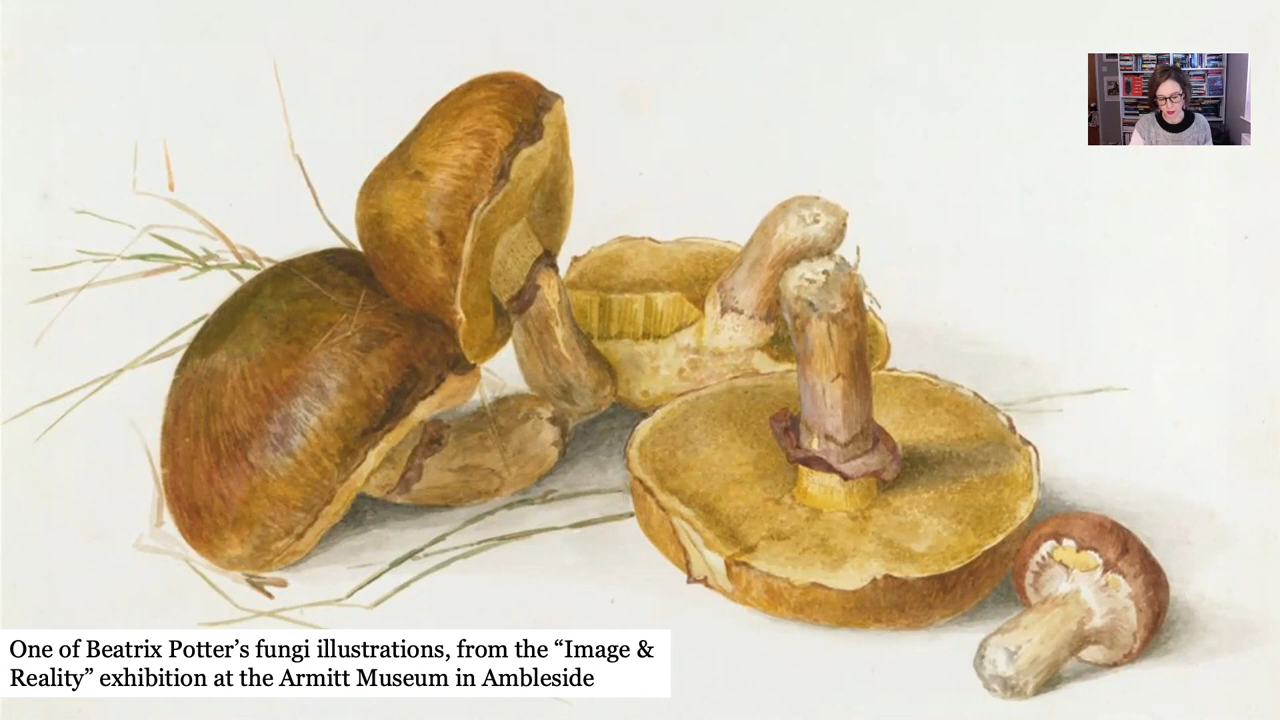 One of Beatrix Potter’s fungi illustrations, from the “Image &
Reality” exhibition at the Armitt Museum in Ambleside